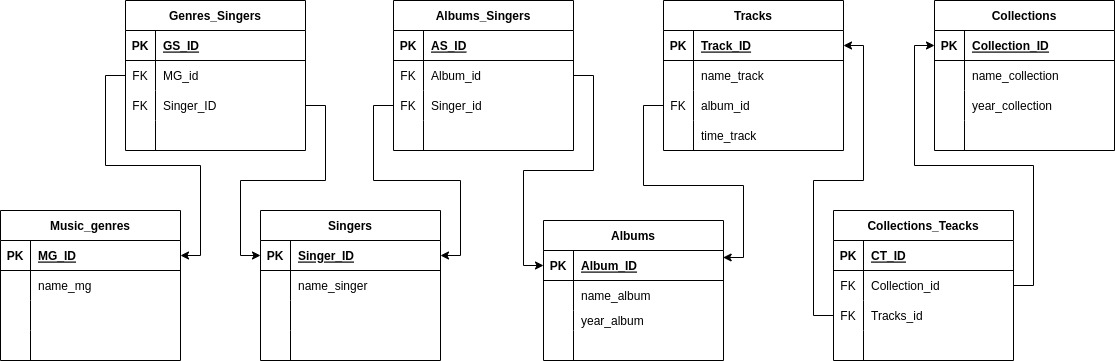 Genres_Singers
PK GS_ID
FK MG_id
FK Singer_ID
Albums_Singers
PK AS_ID
FK Album_id
FK Singer_id
Tracks
PK Track_ID
name_track
FK album_id
time_track
Collections
PK Collection_ID
name_collection
year_collection
Music_genres
PK MG_ID
name_mg
Singers
PK Singer_ID
name_singer
Albums
PK Album_ID
name_album
year_album
Collections_Teacks
PK CT_ID
FK Collection_id
FK Tracks_id